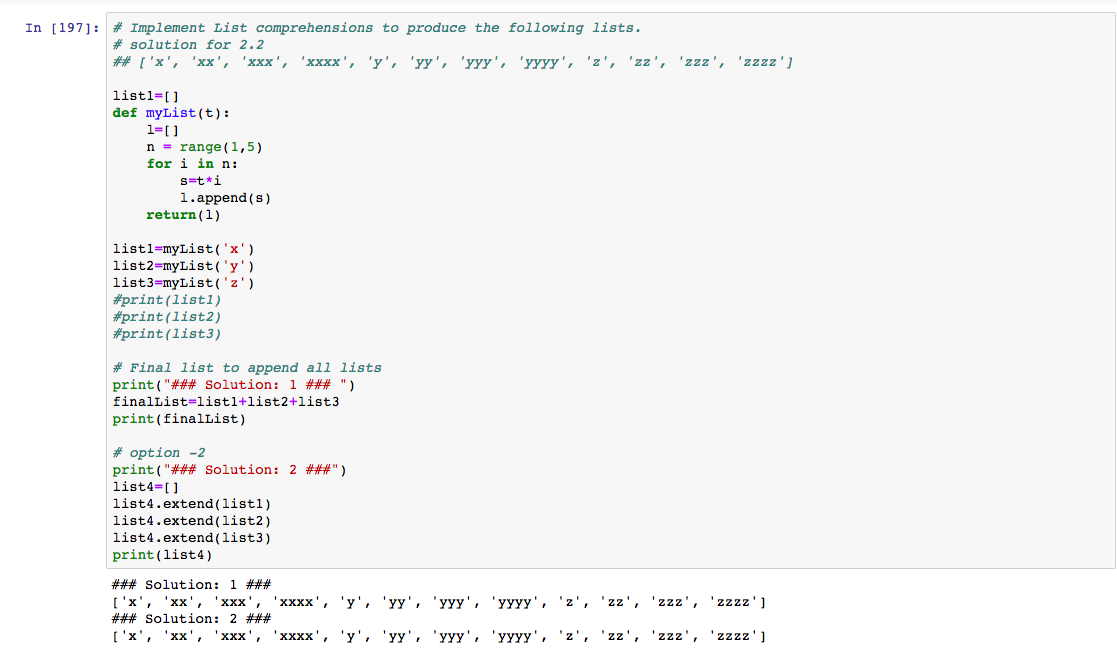 In [197]: # Implement List comprehensions to produce the following lists.
# solution for 2.2
## ['x', 'xx', 'xxx', 'xxxx', 'y', 'yy', 'yyy', 'yyyy', 'z', 'zz', 'zzz', 'zzzz']
list1=[]
def myList(t):
    l=[]
    n = range(1,5)
    for i in n:
        s=t*i
        l.append(s)
    return(l)
list1=myList('x')
list2=myList('y')
list3=myList('z')
#print(list1)
#print(list2)
#print(list3)
# Final list to append all lists
print("### Solution: 1 ### ")
finalList=list1+list2+list3
print(finalList)
# option -2
print("### Solution: 2 ###")
list4=[]
list4.extend(list1)
list4.extend(list2)
list4.extend(list3)
print(list4)
### Solution: 1 ###
['x', 'xx', 'xxx', 'xxxx', 'y', 'yy', 'yyy', 'yyyy', 'z', 'zz', 'zzz', 'zzzz']
### Solution: 2 ###
['x', 'xx', 'xxx', 'xxxx', 'y', 'yy', 'yyy', 'yyyy', 'z', 'zz', 'zzz', 'zzzz']